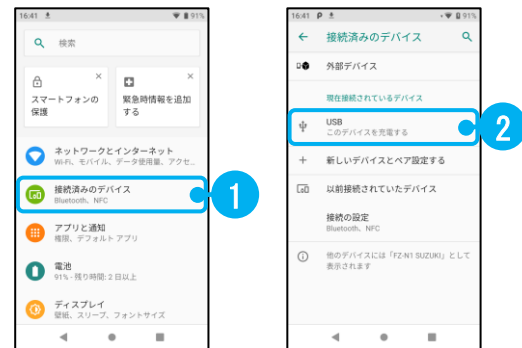 16:41
91%
検索
スマートフォンの
保護
緊急時情報を追加
する
ネットワークとインターネット
Wi-Fi、モバイル、データ使用量、アクセ...
接続済みのデバイス
Bluetooth、NFC
1
アプリと通知
権限、デフォルト アプリ
電池
91% - 残り時間: 2 日以上
ディスプレイ
壁紙、スリープ、フォントサイズ
16:41 P
91%
接続済みのデバイス
外部デバイス
現在接続されているデバイス
USB
このデバイスを充電する
2
新しいデバイスとペア設定する
以前接続されていたデバイス
接続の設定
Bluetooth、NFC
他のデバイスには「FZ-N1 SUZUKI」として
表示されます